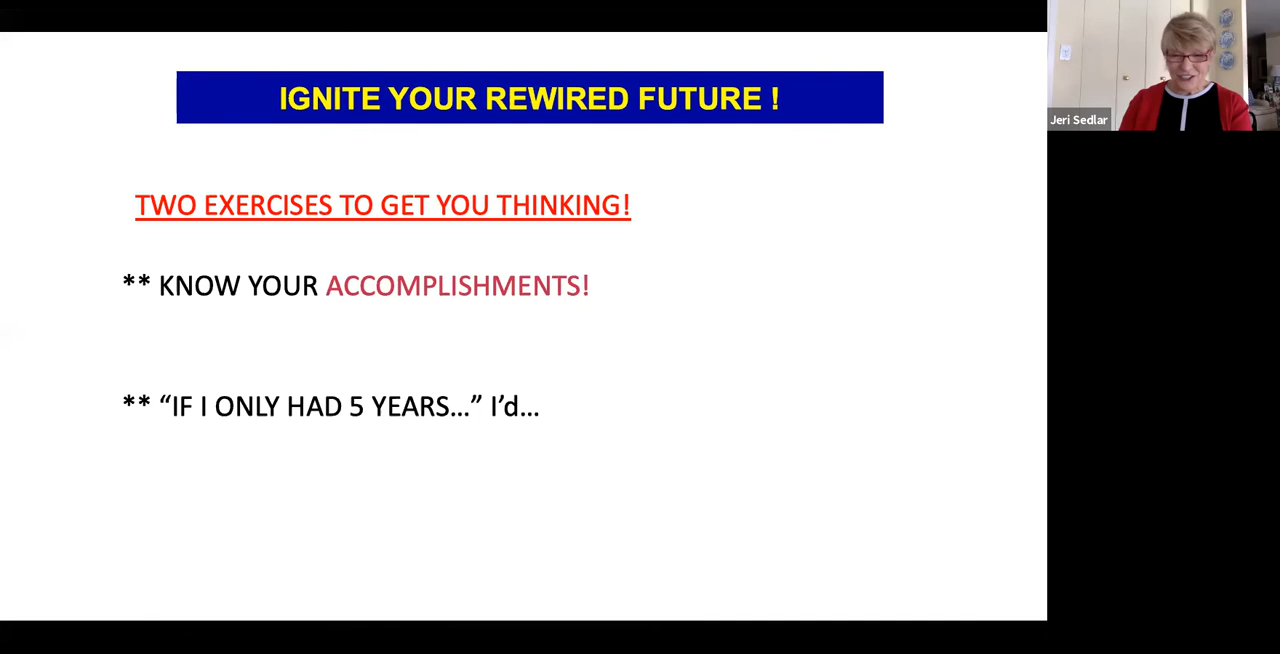 IGNITE YOUR REWIRED FUTURE !
TWO EXERCISES TO GET YOU THINKING!
** KNOW YOUR ACCOMPLISHMENTS!
** “IF I ONLY HAD 5 YEARS…” I’d…
Jeri Sedlar